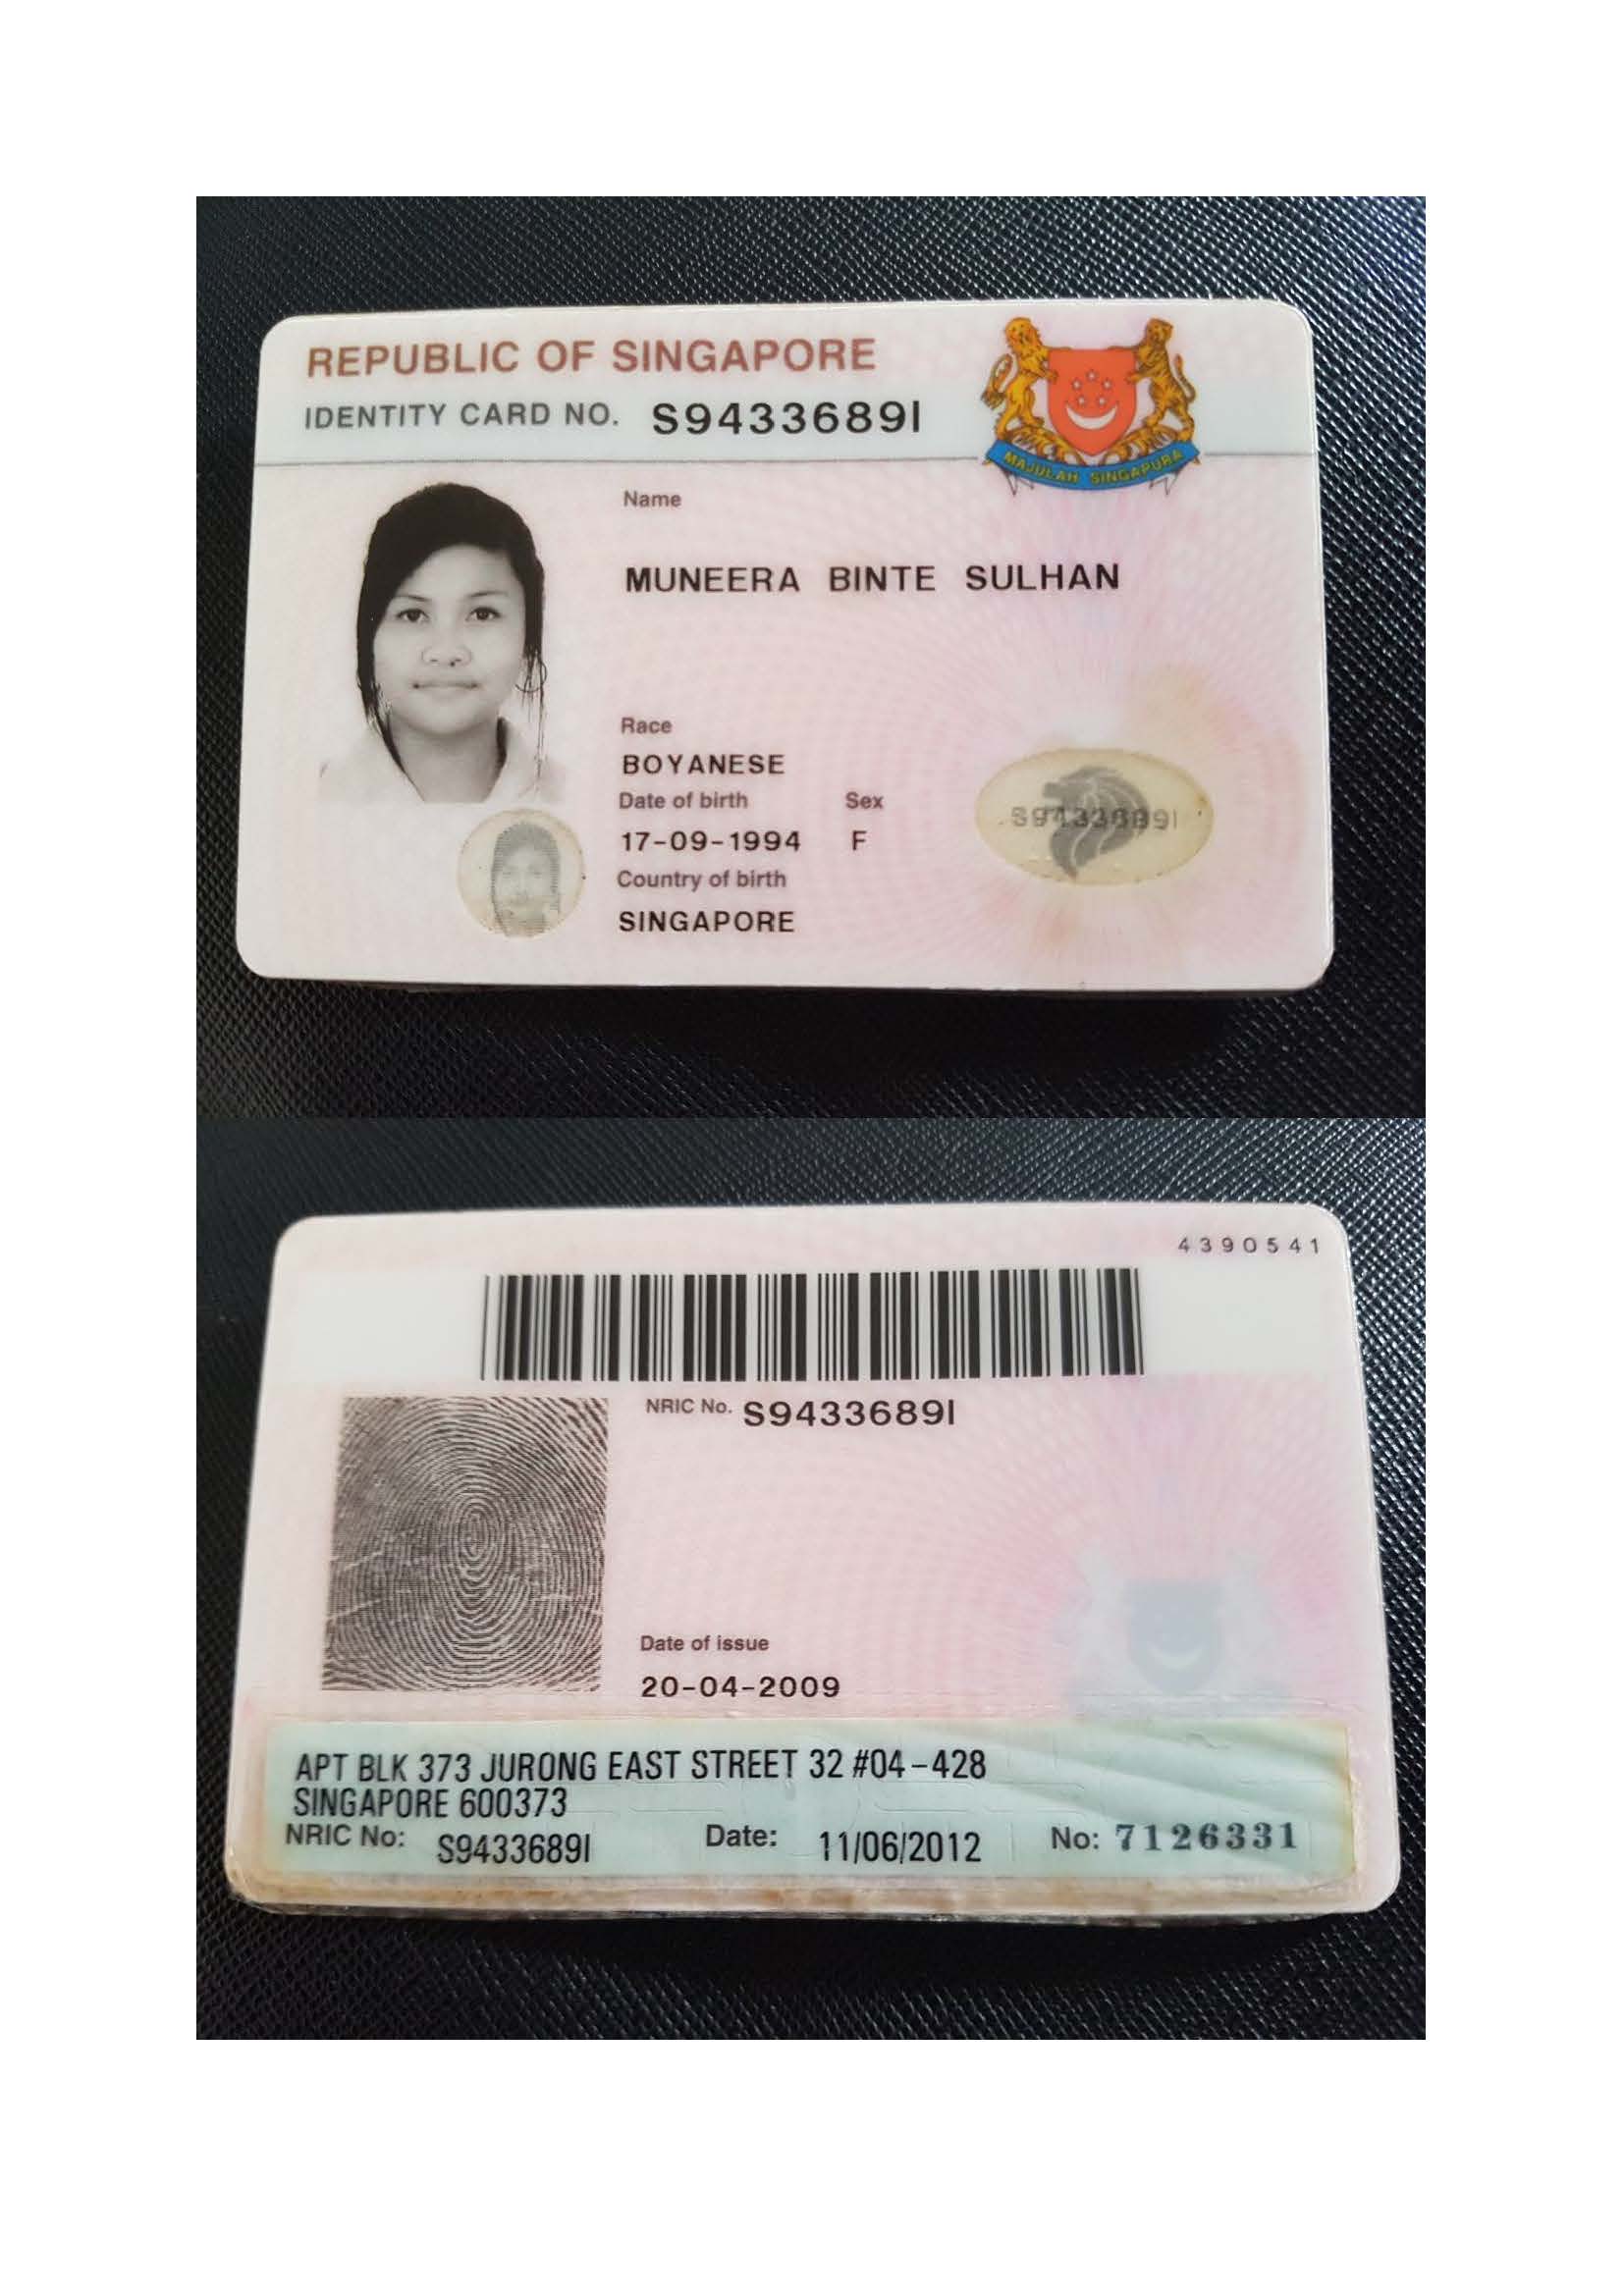 REPUBLIC OF SINGAPORE
IDENTITY CARD NO. S9433689I
MAJULAH SINGAPURA
Name
MUNEERA BINTE SULHAN
Race
BOYANESE
Date of birth Sex
17-09-1994 F
Country of birth
SINGAPORE
S9433689I
4390541
NRIC No. S9433689I
Date of issue
20-04-2009
APT BLK 373 JURONG EAST STREET 32 #04-428
SINGAPORE 600373
NRIC No: S9433689I Date: 11/06/2012 No: 7126331